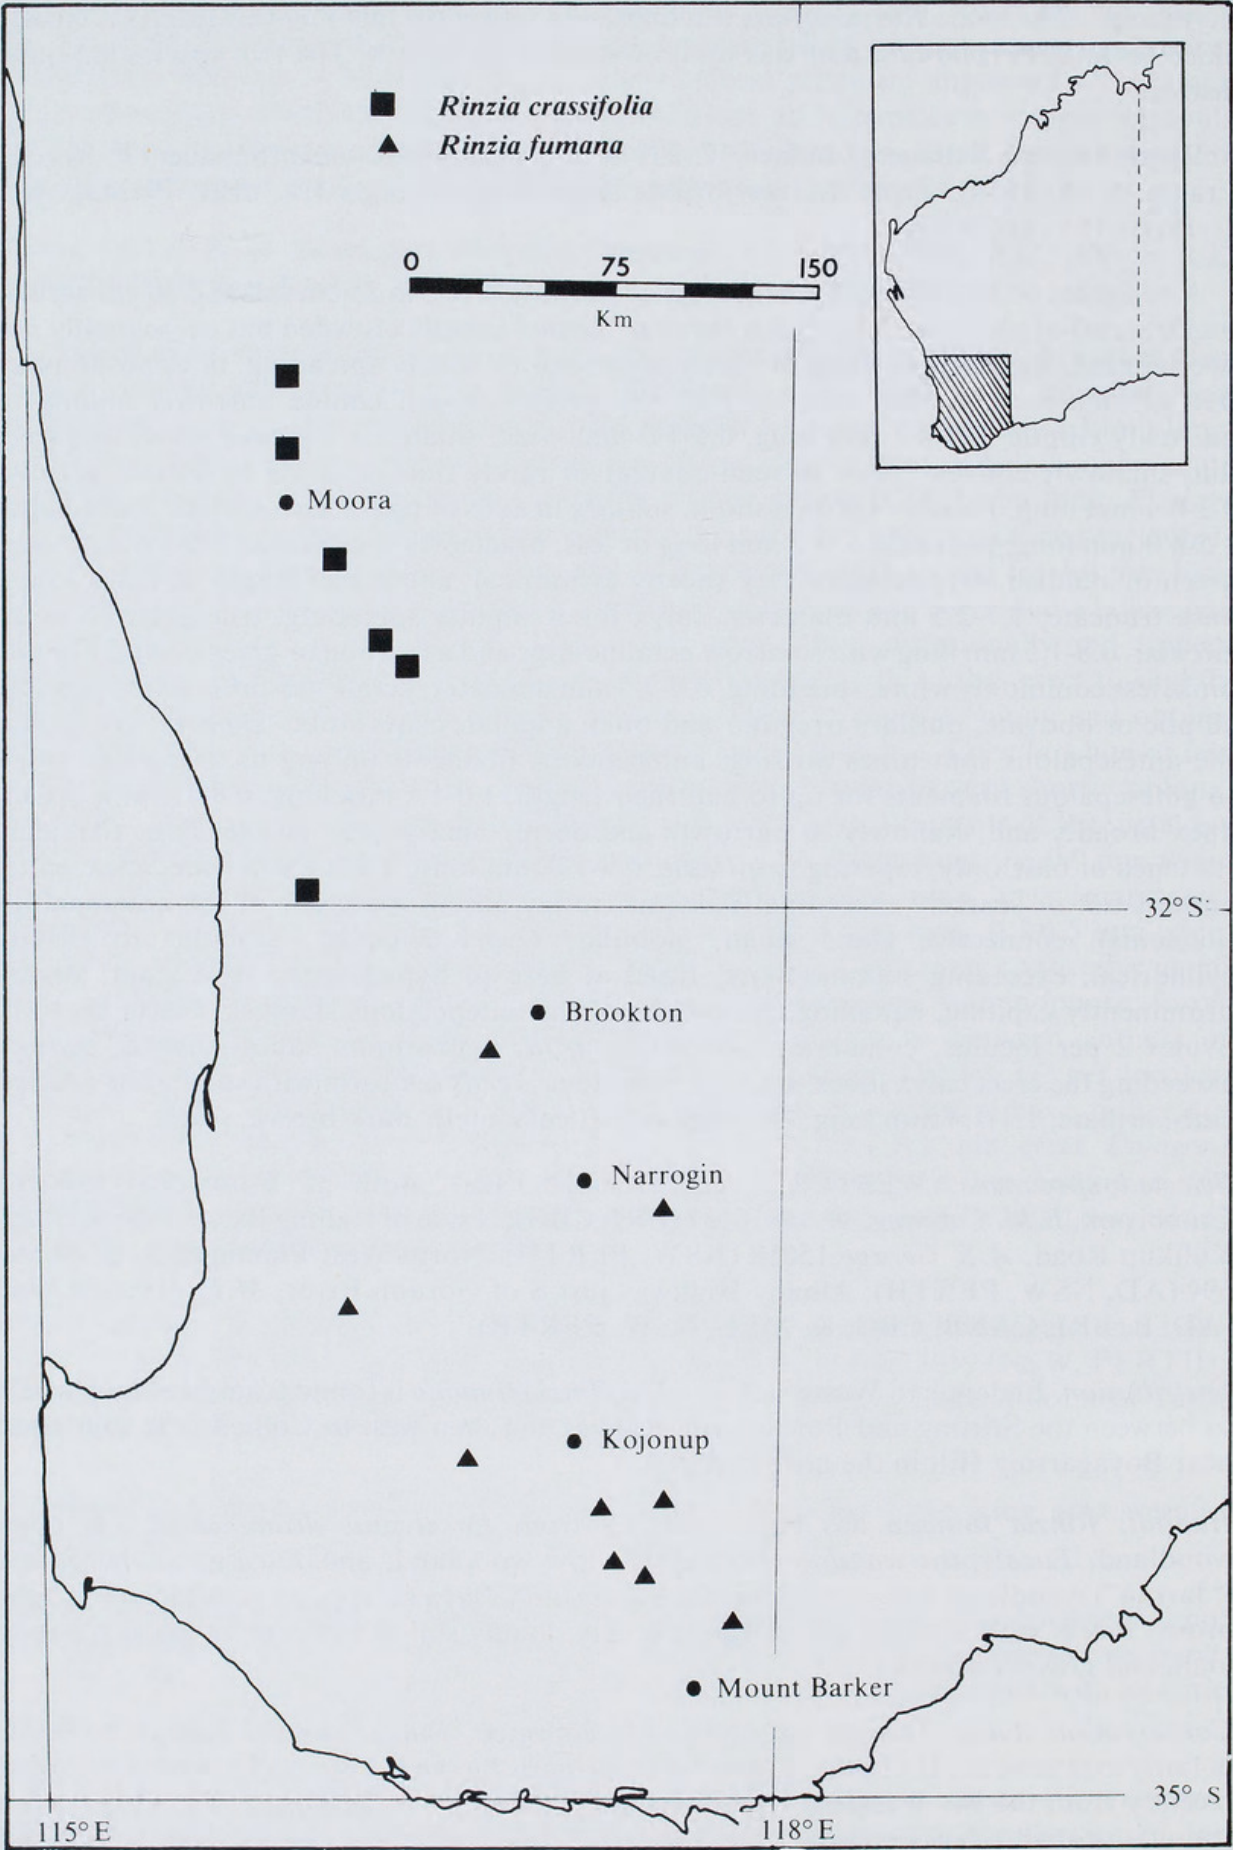 Rinzia crassifolia
Rinzia fumana
0 75 150
Km
Moora
32° S
Brookton
Narrogin
Kojonup
Mount Barker
35° S
115° E
118° E